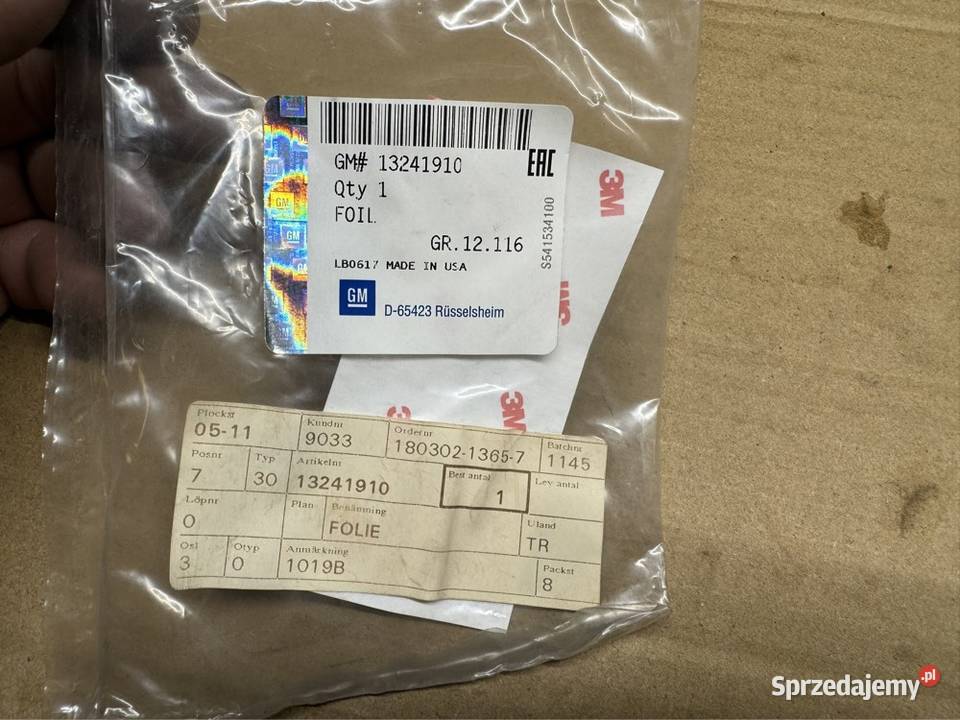 GM# 13241910
EAC
Qty 1
FOIL
GR.12.116
LB0617 MADE IN USA
S541534100
GM
D-65423 Rüsselsheim
3M
3M
3M
Plockst
05-11
Kundnr
9033
Ordernr
180302-1365-7
Batchnr
1145
Posnr
7
Typ
30
Artikelnr
13241910
Best antal
1
Lev antal
Löpnr
0
Plan
Benämning
FOLIE
Uland
TR
Osl
3
Otyp
0
Anmärkning
1019B
Packst
8
Sprzedajemy.pl